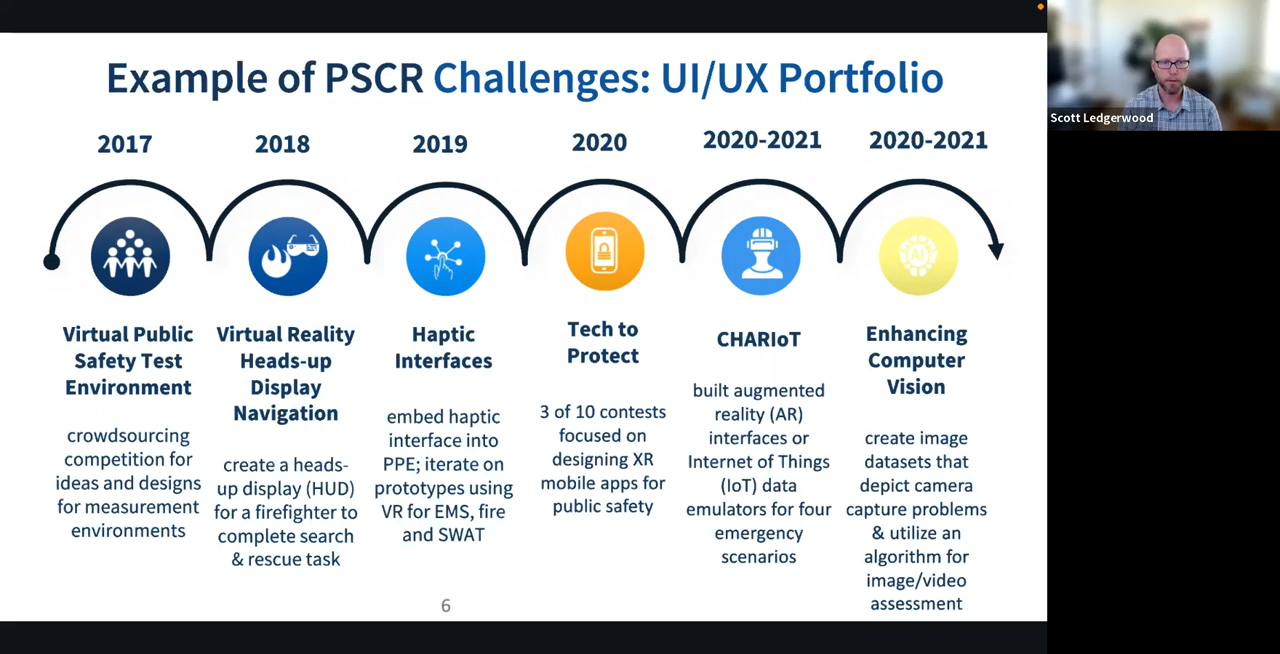 Example of PSCR Challenges: UI/UX Portfolio
Scott Ledgerwood
2017
Virtual Public
Safety Test
Environment
crowdsourcing
competition for
ideas and designs
for measurement
environments
2018
Virtual Reality
Heads-up
Display
Navigation
create a heads-
up display (HUD)
for a firefighter to
complete search
& rescue task
2019
Haptic
Interfaces
embed haptic
interface into
PPE; iterate on
prototypes using
VR for EMS, fire
and SWAT
2020
Tech to
Protect
3 of 10 contests
focused on
designing XR
mobile apps for
public safety
2020-2021
CHARIoT
built augmented
reality (AR)
interfaces or
Internet of Things
(IoT) data
emulators for four
emergency
scenarios
2020-2021
AI
Enhancing
Computer
Vision
create image
datasets that
depict camera
capture problems
& utilize an
algorithm for
image/video
assessment
6